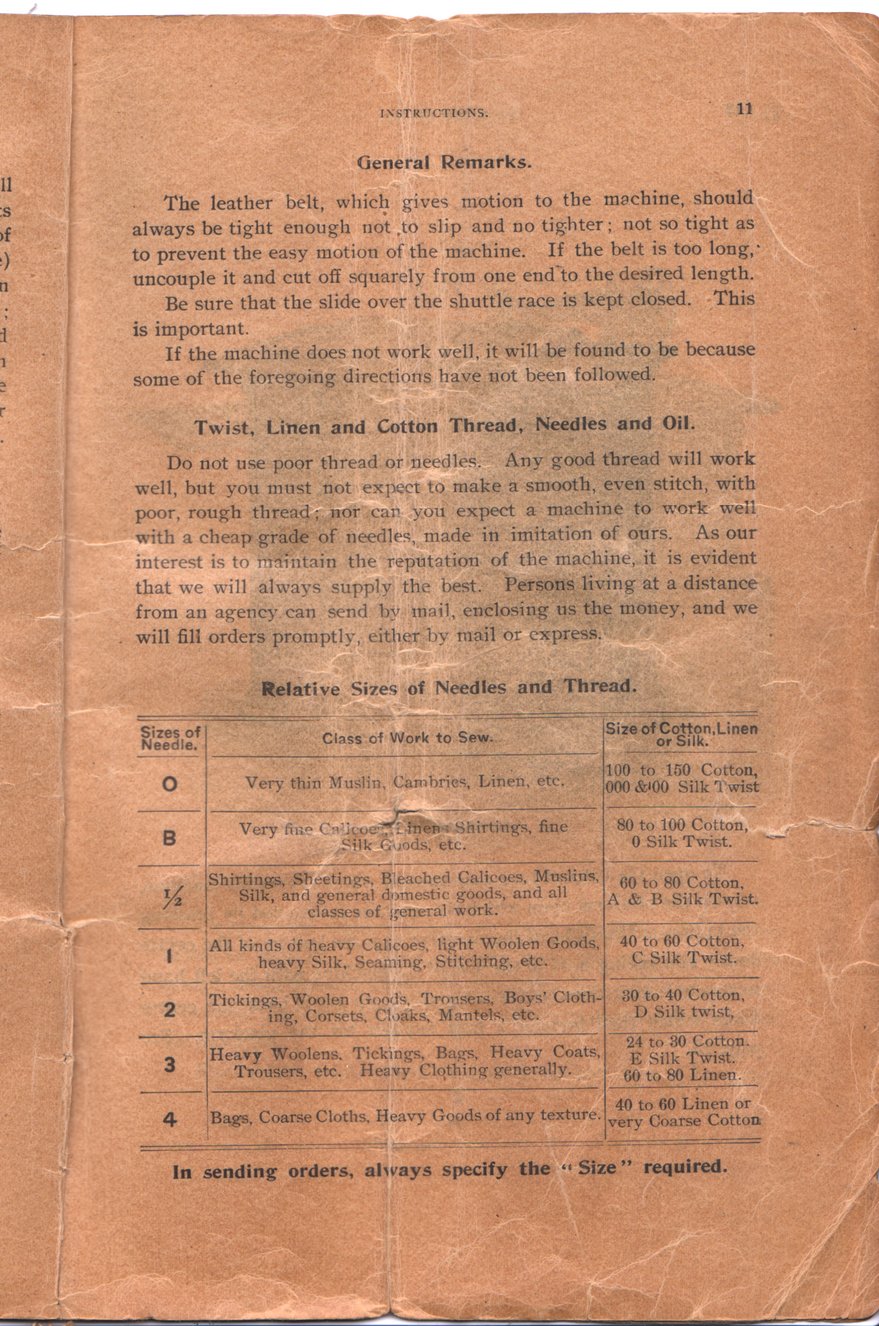 INSTRUCTIONS.
11
General Remarks.
The leather belt, which gives motion to the machine, should
always be tight enough not to slip and no tighter; not so tight as
to prevent the easy motion of the machine. If the belt is too long,
uncouple it and cut off squarely from one end to the desired length.
Be sure that the slide over the shuttle race is kept closed. This
is important.
If the machine does not work well, it will be found to be because
some of the foregoing directions have not been followed.
Twist, Linen and Cotton Thread, Needles and Oil.
Do not use poor thread or needles. Any good thread will work
well, but you must not expect to make a smooth, even stitch, with
poor, rough thread; nor can you expect a machine to work well
with a cheap grade of needles, made in imitation of ours. As our
interest is to maintain the reputation of the machine, it is evident
that we will always supply the best. Persons living at a distance
from an agency can send by mail, enclosing us the money, and we
will fill orders promptly, either by mail or express.
Relative Sizes of Needles and Thread.
Sizes of
Needle.
Class of Work to Sew.
Size of Cotton, Linen
or Silk.
0
Very thin Muslin, Cambrics, Linen, etc.
100 to 150 Cotton,
000 & 00 Silk Twist
B
Very fine Calicoes, Linens Shirtings, fine
Silk Goods, etc.
80 to 100 Cotton,
0 Silk Twist.
½
Shirtings, Sheetings, Bleached Calicoes, Muslins,
Silk, and general domestic goods, and all
classes of general work.
60 to 80 Cotton,
A & B Silk Twist.
1
All kinds of heavy Calicoes, light Woolen Goods,
heavy Silk, Seaming, Stitching, etc.
40 to 60 Cotton,
C Silk Twist.
2
Tickings, Woolen Goods, Trousers, Boys' Cloth-
ing, Corsets, Cloaks, Mantels, etc.
30 to 40 Cotton,
D Silk twist,
3
Heavy Woolens, Tickings, Bags, Heavy Coats,
Trousers, etc. Heavy Clothing generally.
24 to 30 Cotton.
E Silk Twist.
60 to 80 Linen.
4
Bags, Coarse Cloths, Heavy Goods of any texture.
40 to 60 Linen or
very Coarse Cotton
In sending orders, always specify the "Size" required.